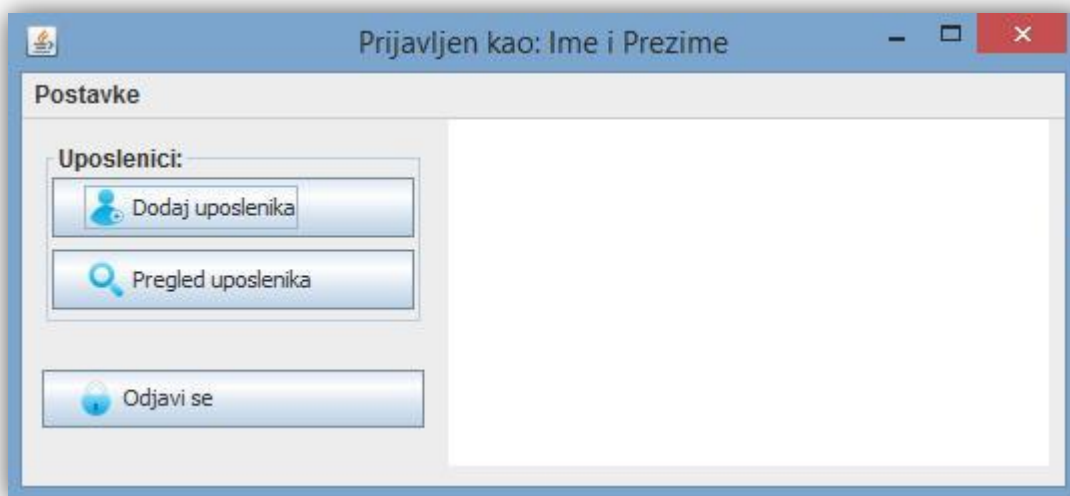 Prijavljen kao: Ime i Prezime
Postavke
Uposlenici:
Dodaj uposlenika
Pregled uposlenika
Odjavi se